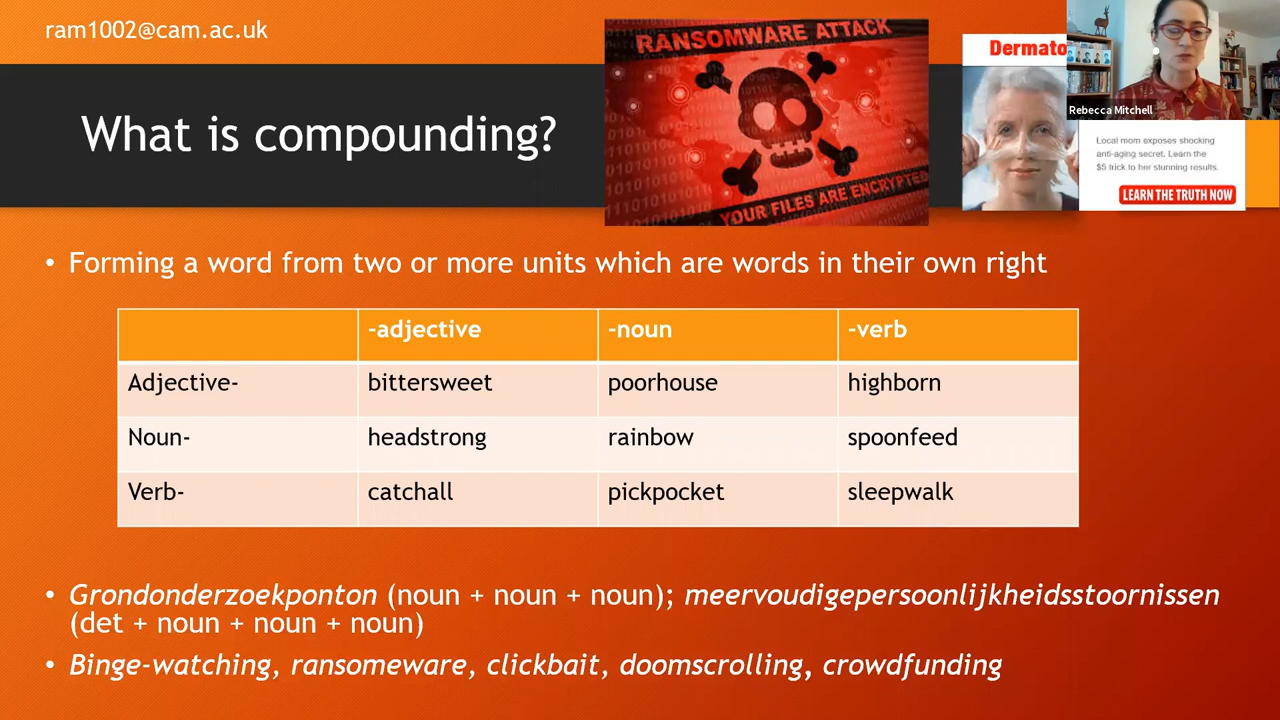 ram1002@cam.ac.uk
What is compounding?
RANSOMWARE ATTACK
YOUR FILES ARE ENCRYPTED
Dermato
Rebecca Mitchell
Local mom exposes shocking
anti-aging secret. Learn the
$5 trick to her stunning results.
LEARN THE TRUTH NOW
• Forming a word from two or more units which are words in their own right
-adjective -noun -verb
Adjective- bittersweet poorhouse highborn
Noun- headstrong rainbow spoonfeed
Verb- catchall pickpocket sleepwalk
• Grondonderzoekponton (noun + noun + noun); meervoudigepersoonlijkheidsstoornissen
(det + noun + noun + noun)
• Binge-watching, ransomeware, clickbait, doomscrolling, crowdfunding